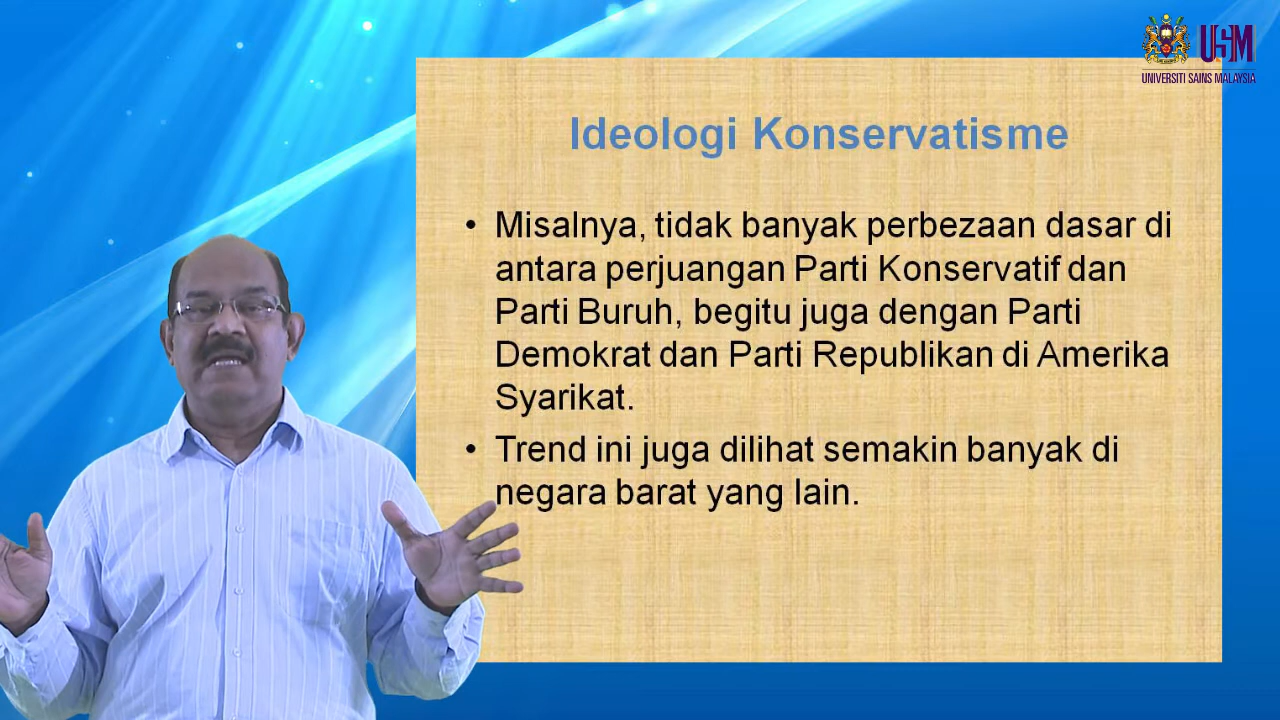 USM
UNIVERSITI SAINS MALAYSIA
Ideologi Konservatisme
• Misalnya, tidak banyak perbezaan dasar di
antara perjuangan Parti Konservatif dan
Parti Buruh, begitu juga dengan Parti
Demokrat dan Parti Republikan di Amerika
Syarikat.
• Trend ini juga dilihat semakin banyak di
negara barat yang lain.